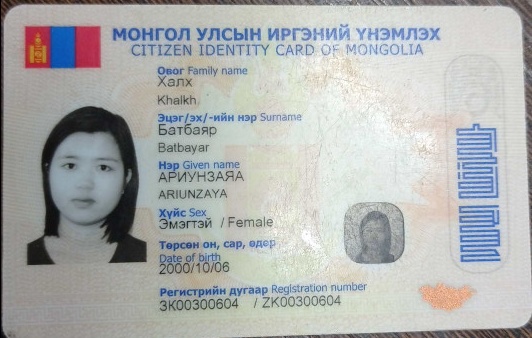 МОНГОЛ УЛСЫН ИРГЭНИЙ ҮНЭМЛЭХ
CITIZEN IDENTITY CARD OF MONGOLIA
Овог Family name
Халх
Khalkh
Эцэг/эх/-ийн нэр Surname
Батбаяр
Batbayar
Нэр Given name
АРИУНЗАЯА
ARIUNZAYA
Хүйс Sex
Эмэгтэй / Female
Төрсөн он, сар, өдөр
Date of birth
2000/10/06
Регистрийн дугаар Registration number
ЗК00300604 / ZK00300604